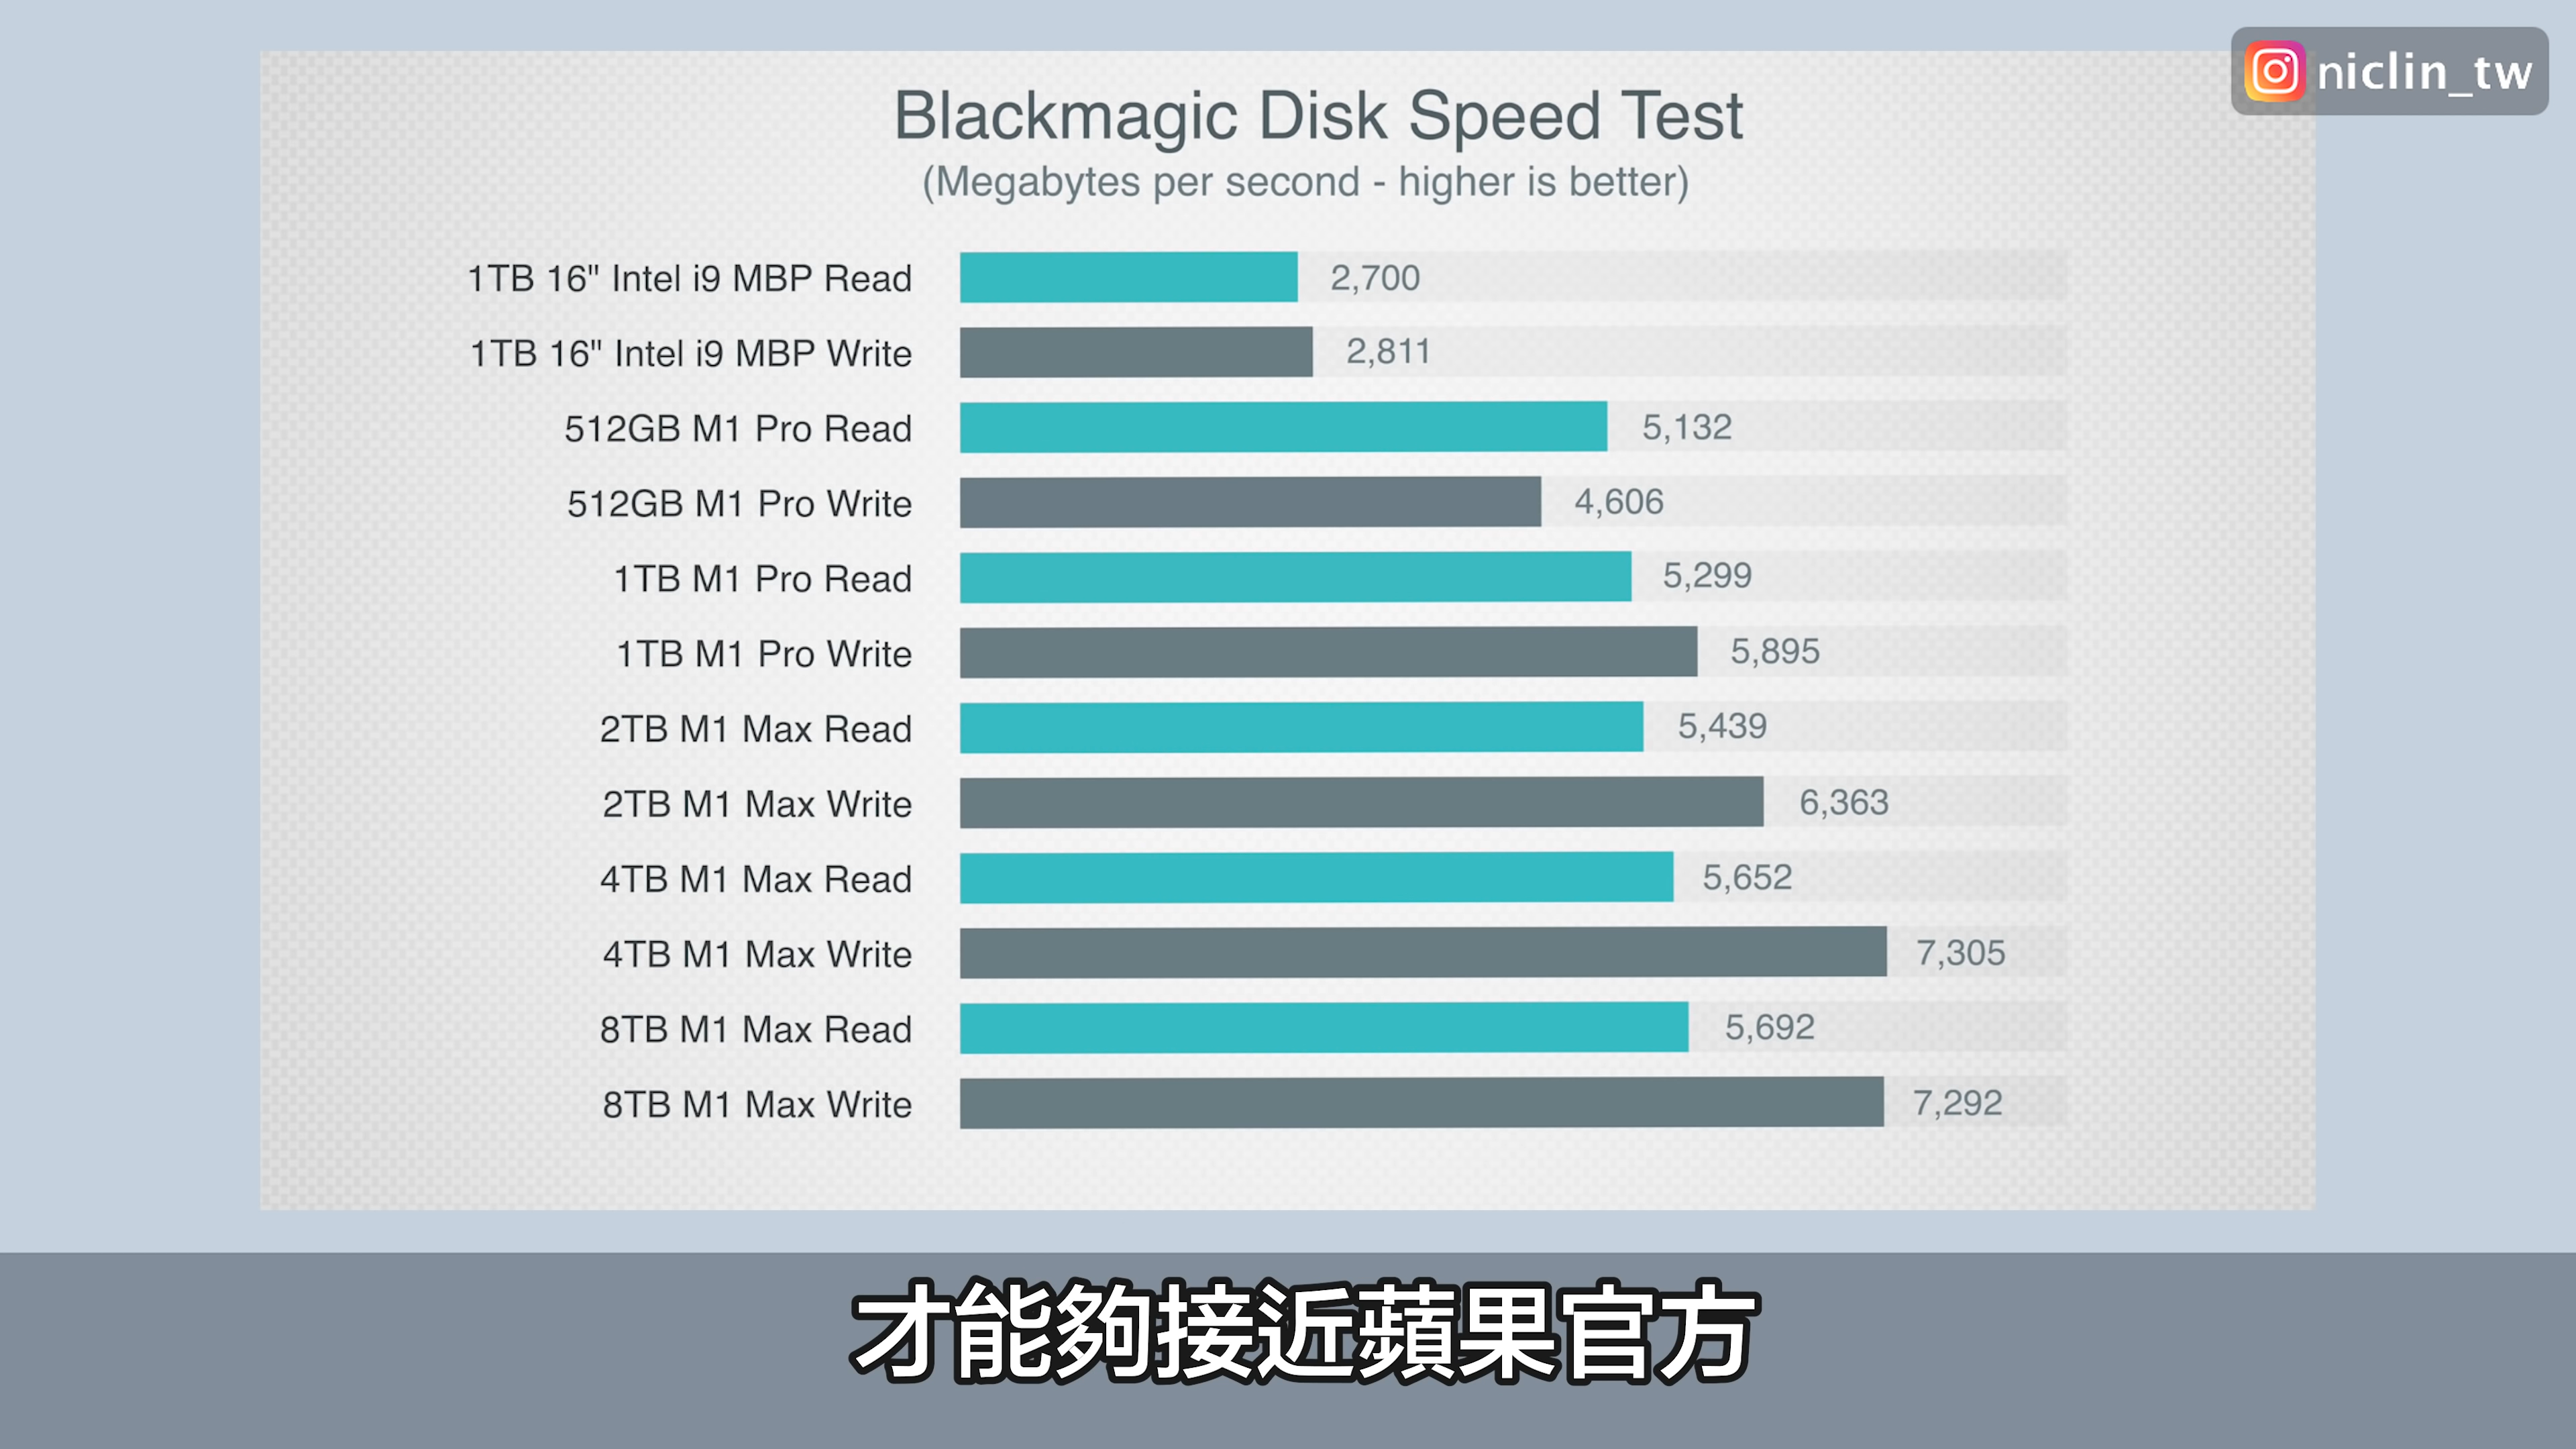 niclin_tw
Blackmagic Disk Speed Test
(Megabytes per second - higher is better)
1TB 16" Intel i9 MBP Read 2,700
1TB 16" Intel i9 MBP Write 2,811
512GB M1 Pro Read 5,132
512GB M1 Pro Write 4,606
1TB M1 Pro Read 5,299
1TB M1 Pro Write 5,895
2TB M1 Max Read 5,439
2TB M1 Max Write 6,363
4TB M1 Max Read 5,652
4TB M1 Max Write 7,305
8TB M1 Max Read 5,692
8TB M1 Max Write 7,292
才能夠接近蘋果官方